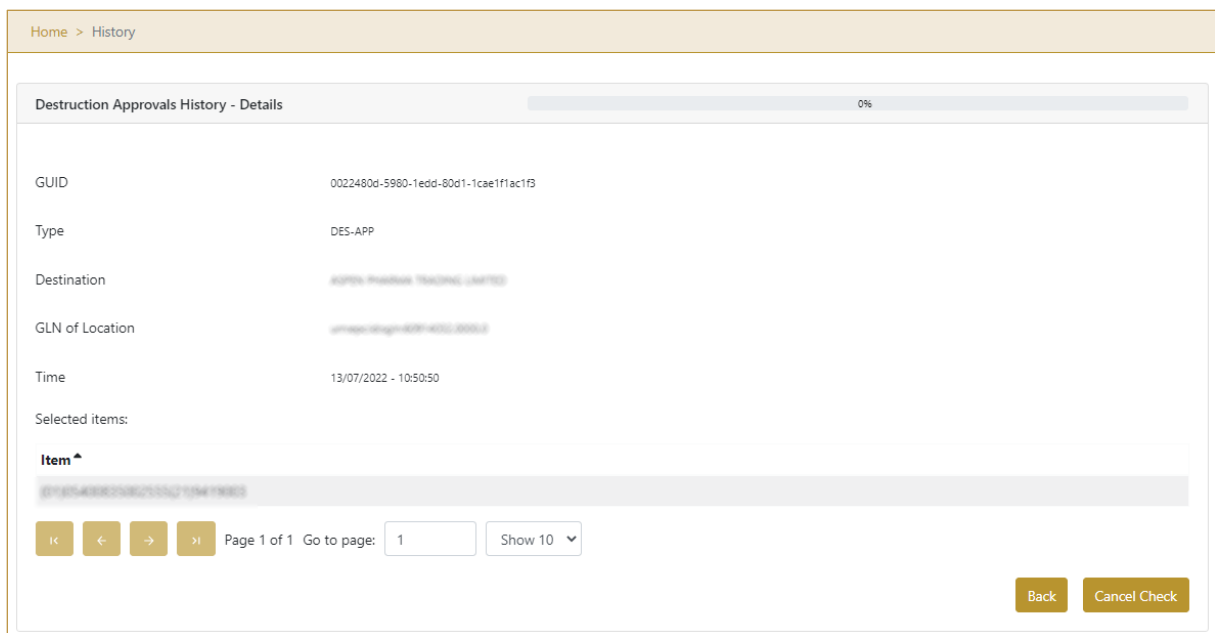 Home > History
Destruction Approvals History - Details 0%
GUID 0022480d-5980-1edd-80d1-1cae1f1ac1f3
Type DES-APP
Destination
GLN of Location
Time 13/07/2022 - 10:50:50
Selected items:
Item
Page 1 of 1 Go to page: 1 Show 10
Back Cancel Check